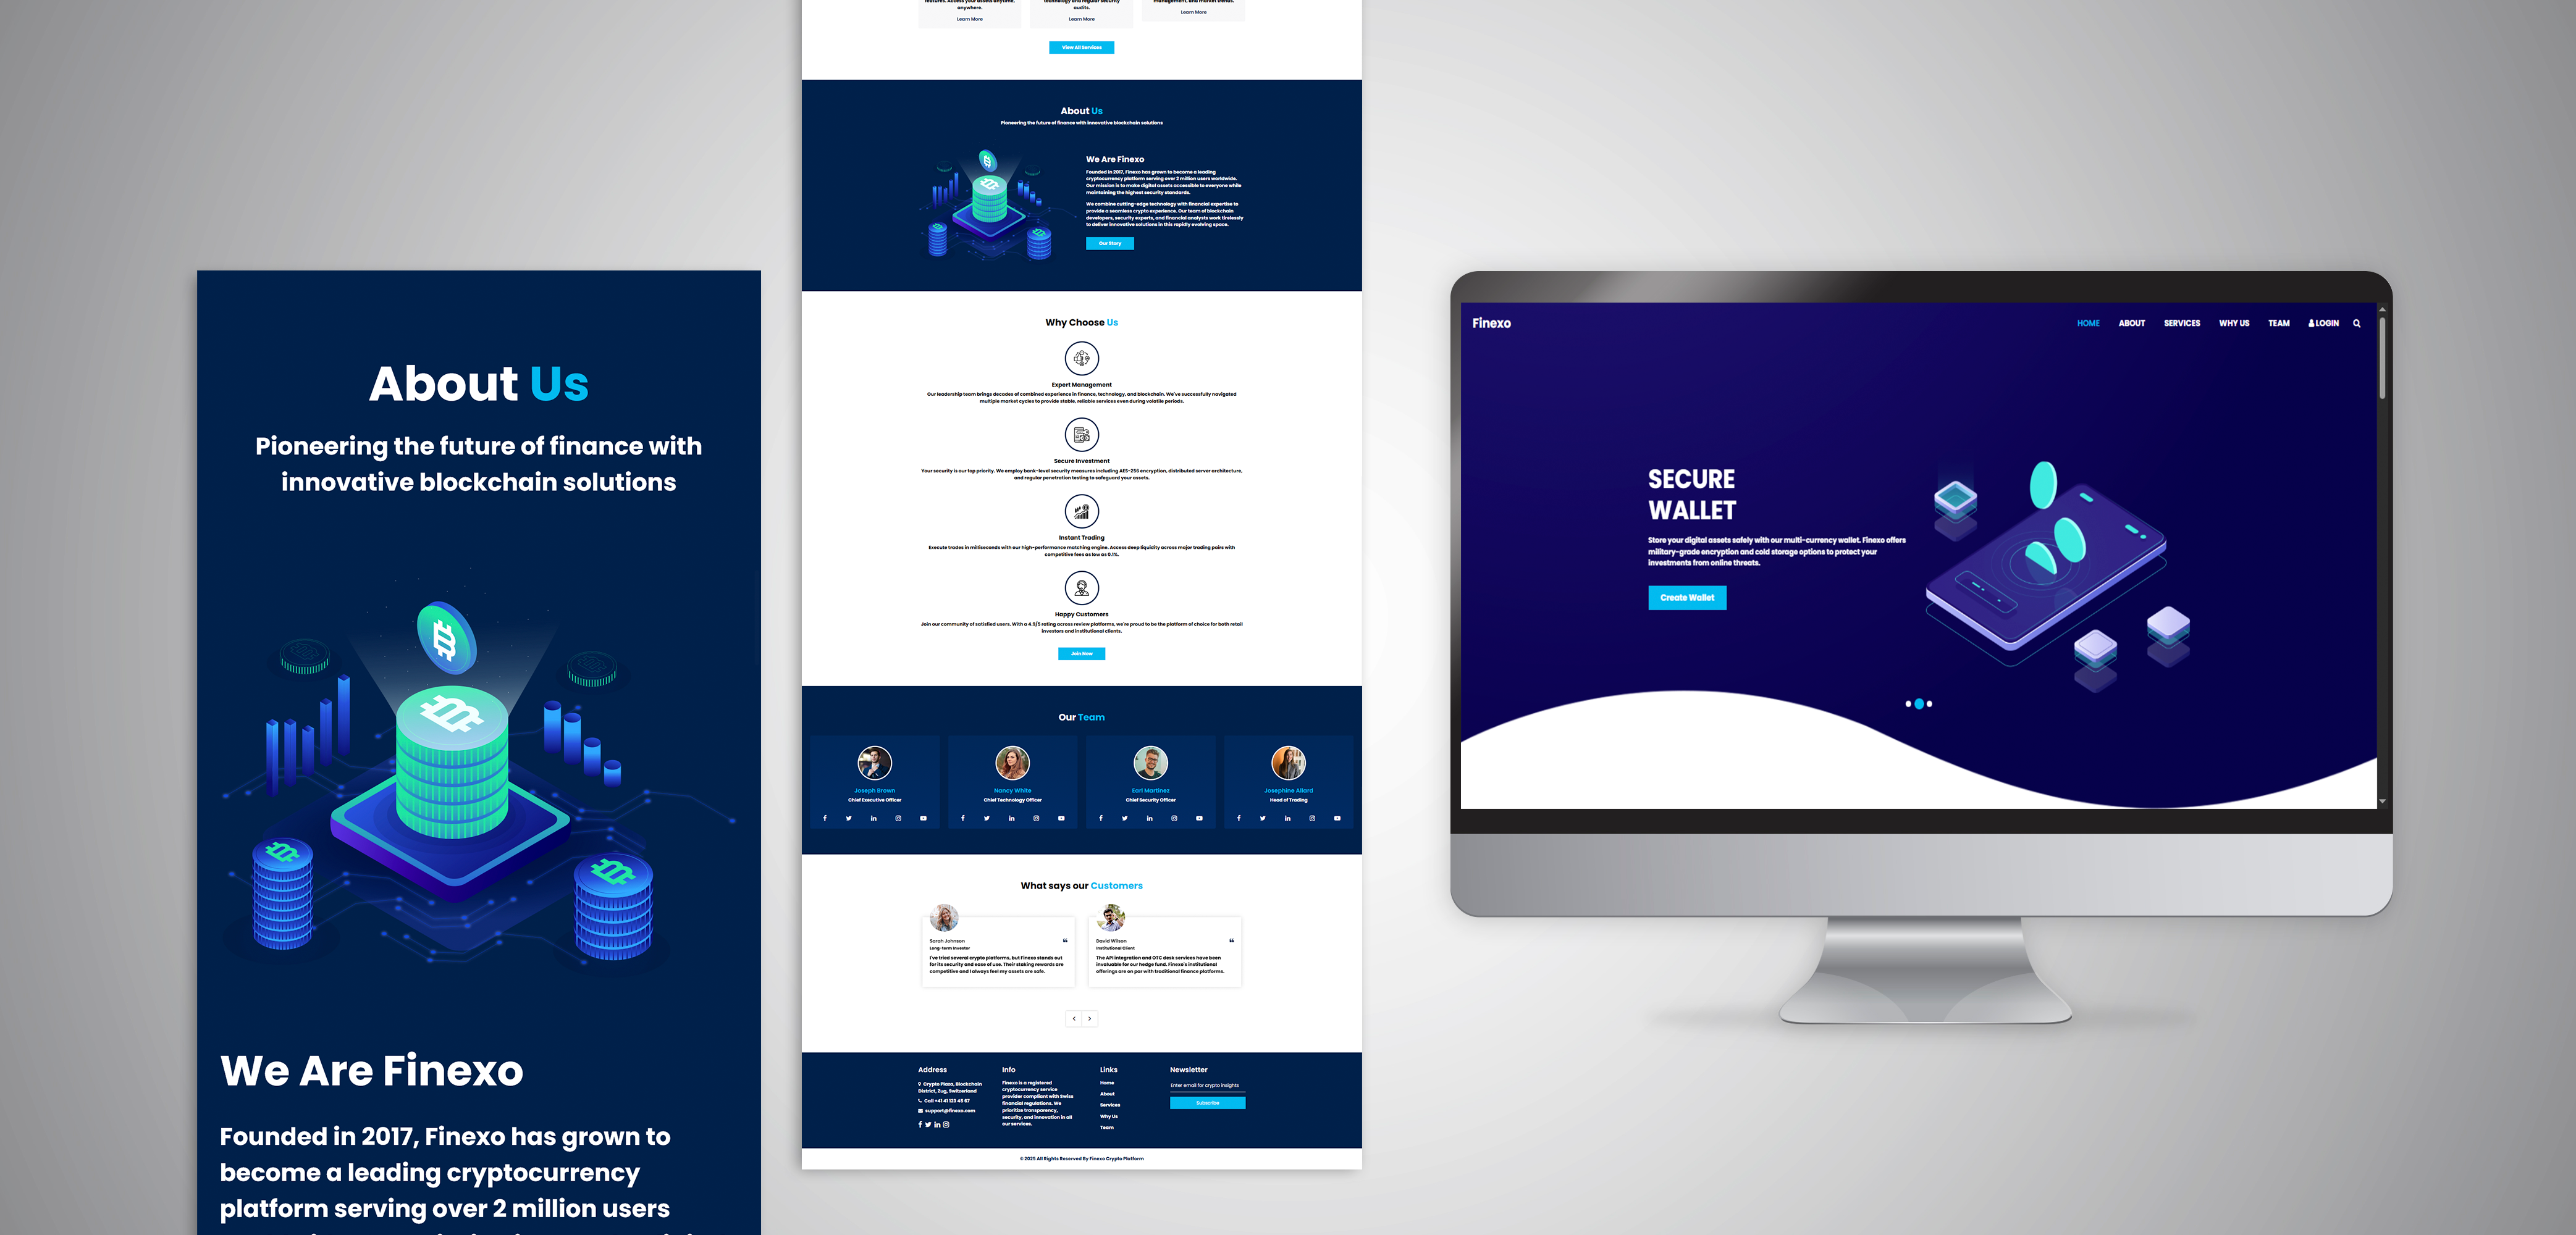 About Us
Pioneering the future of finance with
innovative blockchain solutions
We Are Finexo
Founded in 2017, Finexo has grown to
become a leading cryptocurrency
platform serving over 2 million users
features. Access your assets anytime,
anywhere.
Learn More
technology and regular security
audits.
Learn More
management, and market trends.
Learn More
View All Services
About Us
Pioneering the future of finance with innovative blockchain solutions
We Are Finexo
Founded in 2017, Finexo has grown to become a leading
cryptocurrency platform serving over 2 million users worldwide.
Our mission is to make digital assets accessible to everyone while
maintaining the highest security standards.
We combine cutting-edge technology with financial expertise to
provide a seamless crypto experience. Our team of blockchain
developers, security experts, and financial analysts work tirelessly
to deliver innovative solutions in this rapidly evolving space.
Our Story
Why Choose Us
Expert Management
Our leadership team brings decades of combined experience in finance, technology, and blockchain. We've successfully navigated
multiple market cycles to provide stable, reliable services even during volatile periods.
Secure Investment
Your security is our top priority. We employ bank-level security measures including AES-256 encryption, distributed server architecture,
and regular penetration testing to safeguard your assets.
Instant Trading
Execute trades in milliseconds with our high-performance matching engine. Access deep liquidity across major trading pairs with
competitive fees as low as 0.1%.
Happy Customers
Join our community of satisfied users. With a 4.9/5 rating across review platforms, we're proud to be the platform of choice for both retail
investors and institutional clients.
Join Now
Our Team
Joseph Brown
Chief Executive Officer
Nancy White
Chief Technology Officer
Earl Martinez
Chief Security Officer
Josephine Allard
Head of Trading
What says our Customers
Sarah Johnson
Long-term Investor
I've tried several crypto platforms, but Finexo stands out
for its security and ease of use. Their staking rewards are
competitive and I always feel my assets are safe.
David Wilson
Institutional Client
The API integration and OTC desk services have been
invaluable for our hedge fund. Finexo's institutional
offerings are on par with traditional finance platforms.
Address
Crypto Plaza, Blockchain
District, Zug, Switzerland
Call +41 41 123 45 67
support@finexo.com
Info
Finexo is a registered
cryptocurrency service
provider compliant with Swiss
financial regulations. We
prioritize transparency,
security, and innovation in all
our services.
Links
Home
About
Services
Why Us
Team
Newsletter
Enter email for crypto insights
Subscribe
© 2025 All Rights Reserved By Finexo Crypto Platform
Finexo
HOME ABOUT SERVICES WHY US TEAM LOGIN
SECURE
WALLET
Store your digital assets safely with our multi-currency wallet. Finexo offers
military-grade encryption and cold storage options to protect your
investments from online threats.
Create Wallet